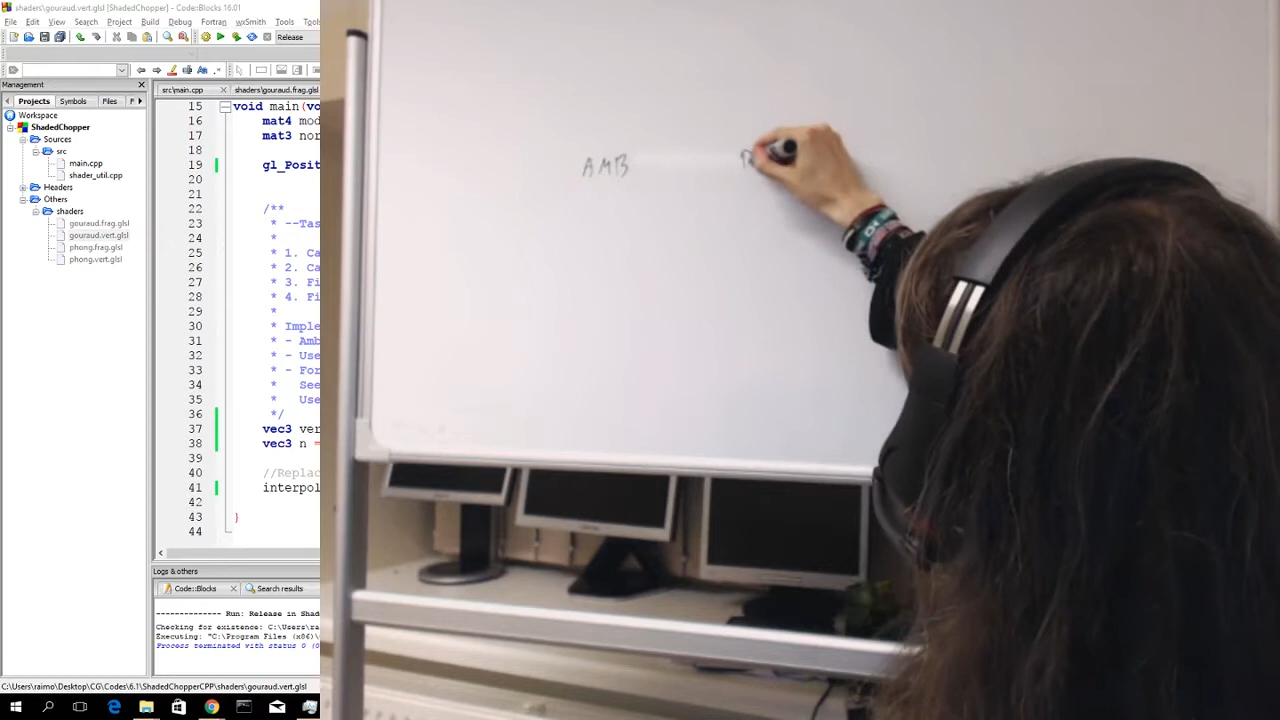 shaders\gouraud.vert.glsl [ShadedChopper] - Code::Blocks 16.01
File Edit View Search Project Build Debug Fortran wxSmith Tools
Release
Management
Projects Symbols Files
Workspace
ShadedChopper
Sources
src
main.cpp
shader_util.cpp
Headers
Others
shaders
gouraud.frag.glsl
gouraud.vert.glsl
phong.frag.glsl
phong.vert.glsl
src\main.cpp shaders\gouraud.frag.glsl
15 void main(vo
16 mat4 mod
17 mat3 nor
18
19 gl_Posit
20
21
22 /**
23 * --Tas
24 *
25 * 1. Ca
26 * 2. Ca
27 * 3. Fi
28 * 4. Fi
29 *
30 * Imple
31 * - Amb
32 * - Use
33 * - For
34 * See
35 * Use
36 */
37 vec3 ver
38 vec3 n =
39
40 //Replac
41 interpol
42
43 }
44
Logs & others
Code::Blocks Search results
-------------- Run: Release in Shad
Checking for existence: C:\Users\ra
Executing: "C:\Program Files (x86)\
Process terminated with status 0 (0
C:\Users\raimo\Desktop\CG\Codes\6.1\ShadedChopperCPP\shaders\gouraud.vert.glsl
AMB